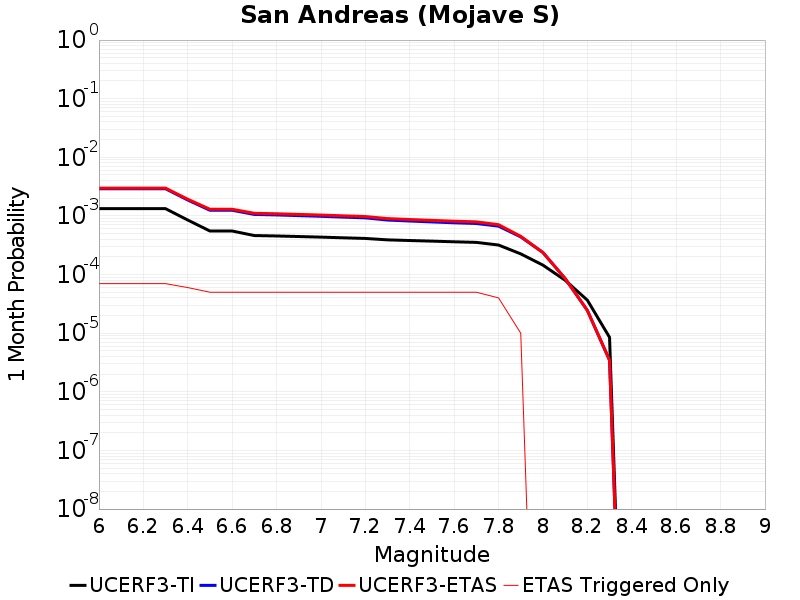 San Andreas (Mojave S)
1 Month Probability
10^0
10^-1
10^-2
10^-3
10^-4
10^-5
10^-6
10^-7
10^-8
6 6.2 6.4 6.6 6.8 7 7.2 7.4 7.6 7.8 8 8.2 8.4 8.6 8.8 9
Magnitude
UCERF3-TI UCERF3-TD UCERF3-ETAS ETAS Triggered Only